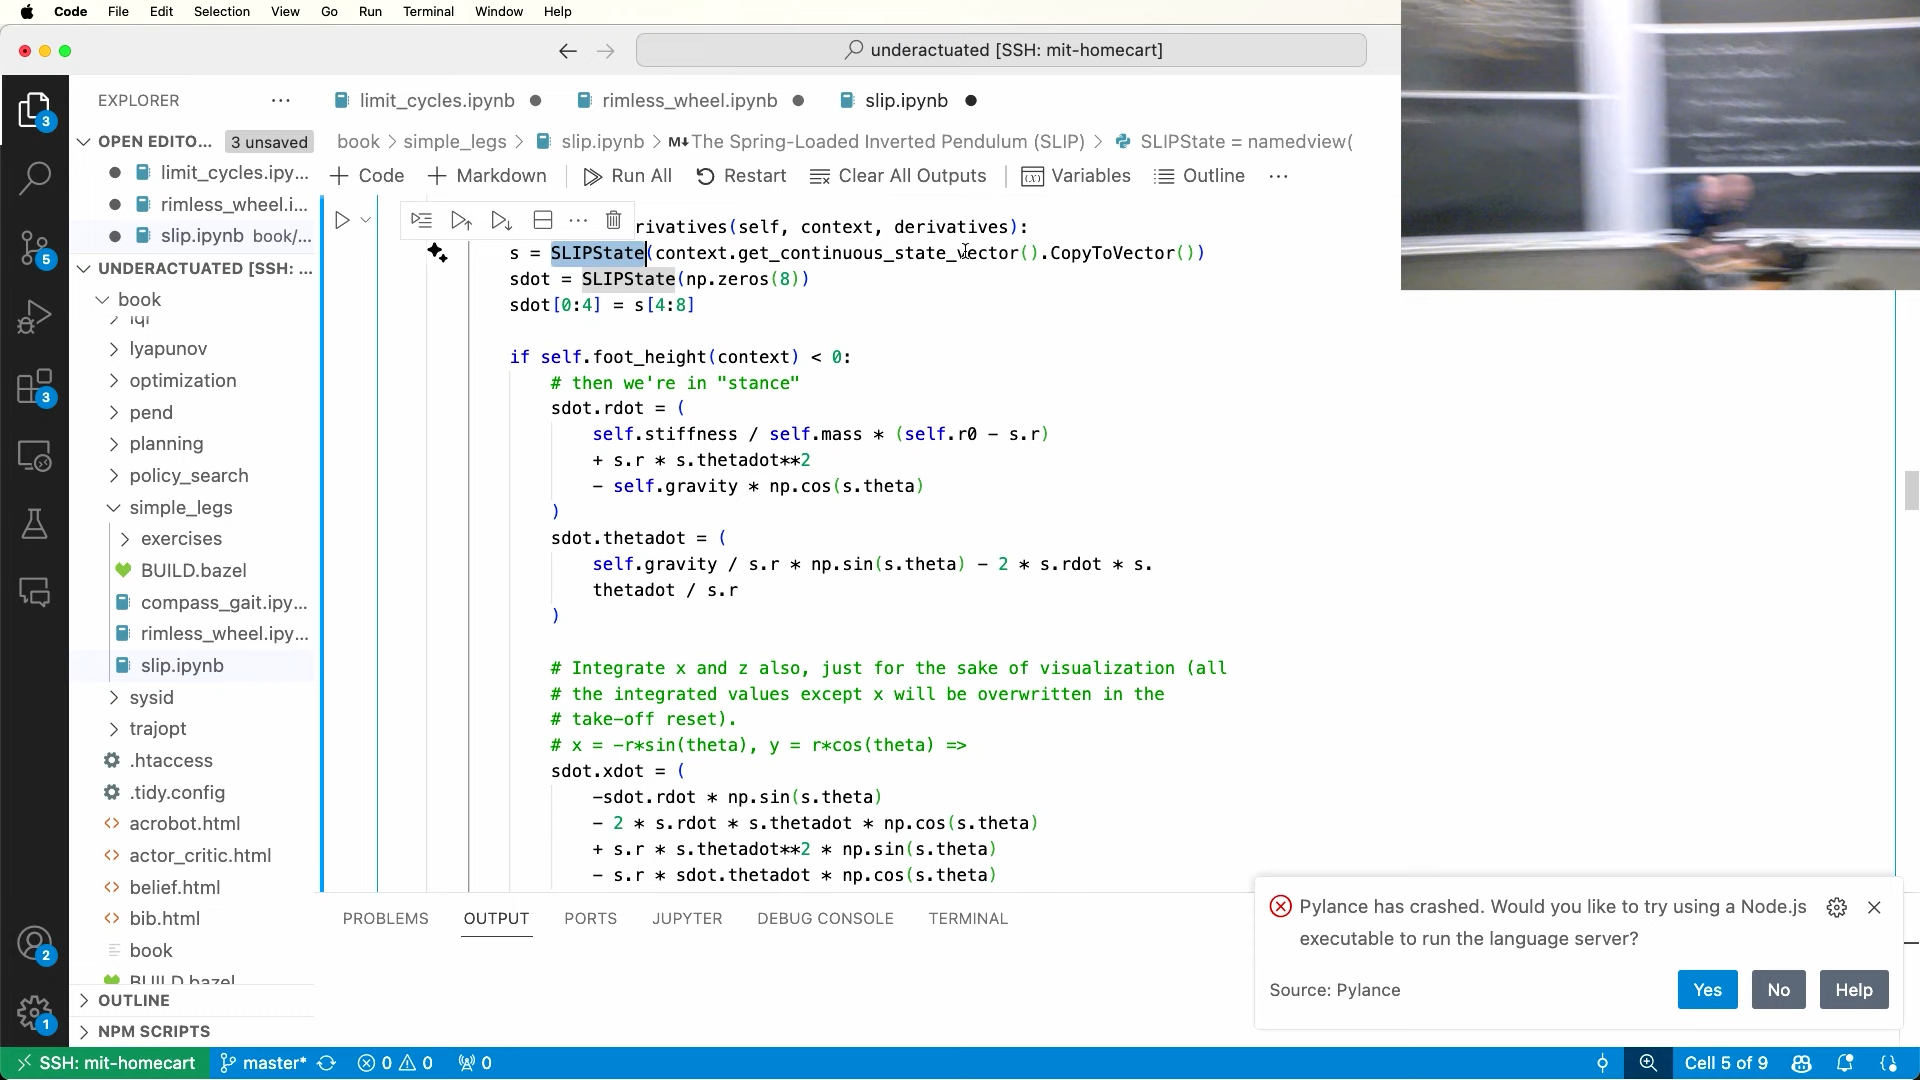 Code File Edit Selection View Go Run Terminal Window Help
underactuated [SSH: mit-homecart]
EXPLORER
limit_cycles.ipynb
rimless_wheel.ipynb
slip.ipynb
OPEN EDITO... 3 unsaved
book > simple_legs > slip.ipynb > M↓The Spring-Loaded Inverted Pendulum (SLIP) > SLIPState = namedview(
limit_cycles.ipy...
rimless_wheel.i...
slip.ipynb book/...
+ Code + Markdown Run All Restart Clear All Outputs Variables Outline ...
UNDERACTUATED [SSH: ...
book
lqr
lyapunov
optimization
pend
planning
policy_search
simple_legs
exercises
BUILD.bazel
compass_gait.ipy...
rimless_wheel.ipy...
slip.ipynb
sysid
trajopt
.htaccess
.tidy.config
acrobot.html
actor_critic.html
belief.html
bib.html
book
BUILD.bazel
OUTLINE
NPM SCRIPTS
3
5
3
2
1
rivatives(self, context, derivatives):
s = SLIPState(context.get_continuous_state_vector().CopyToVector())
sdot = SLIPState(np.zeros(8))
sdot[0:4] = s[4:8]
if self.foot_height(context) < 0:
# then we're in "stance"
sdot.rdot = (
self.stiffness / self.mass * (self.r0 - s.r)
+ s.r * s.thetadot**2
- self.gravity * np.cos(s.theta)
)
sdot.thetadot = (
self.gravity / s.r * np.sin(s.theta) - 2 * s.rdot * s.
thetadot / s.r
)
# Integrate x and z also, just for the sake of visualization (all
# the integrated values except x will be overwritten in the
# take-off reset).
# x = -r*sin(theta), y = r*cos(theta) =>
sdot.xdot = (
-sdot.rdot * np.sin(s.theta)
- 2 * s.rdot * s.thetadot * np.cos(s.theta)
+ s.r * s.thetadot**2 * np.sin(s.theta)
- s.r * sdot.thetadot * np.cos(s.theta)
PROBLEMS OUTPUT PORTS JUPYTER DEBUG CONSOLE TERMINAL
Pylance has crashed. Would you like to try using a Node.js
executable to run the language server?
Source: Pylance
Yes No Help
SSH: mit-homecart master* 0 0 0
Cell 5 of 9